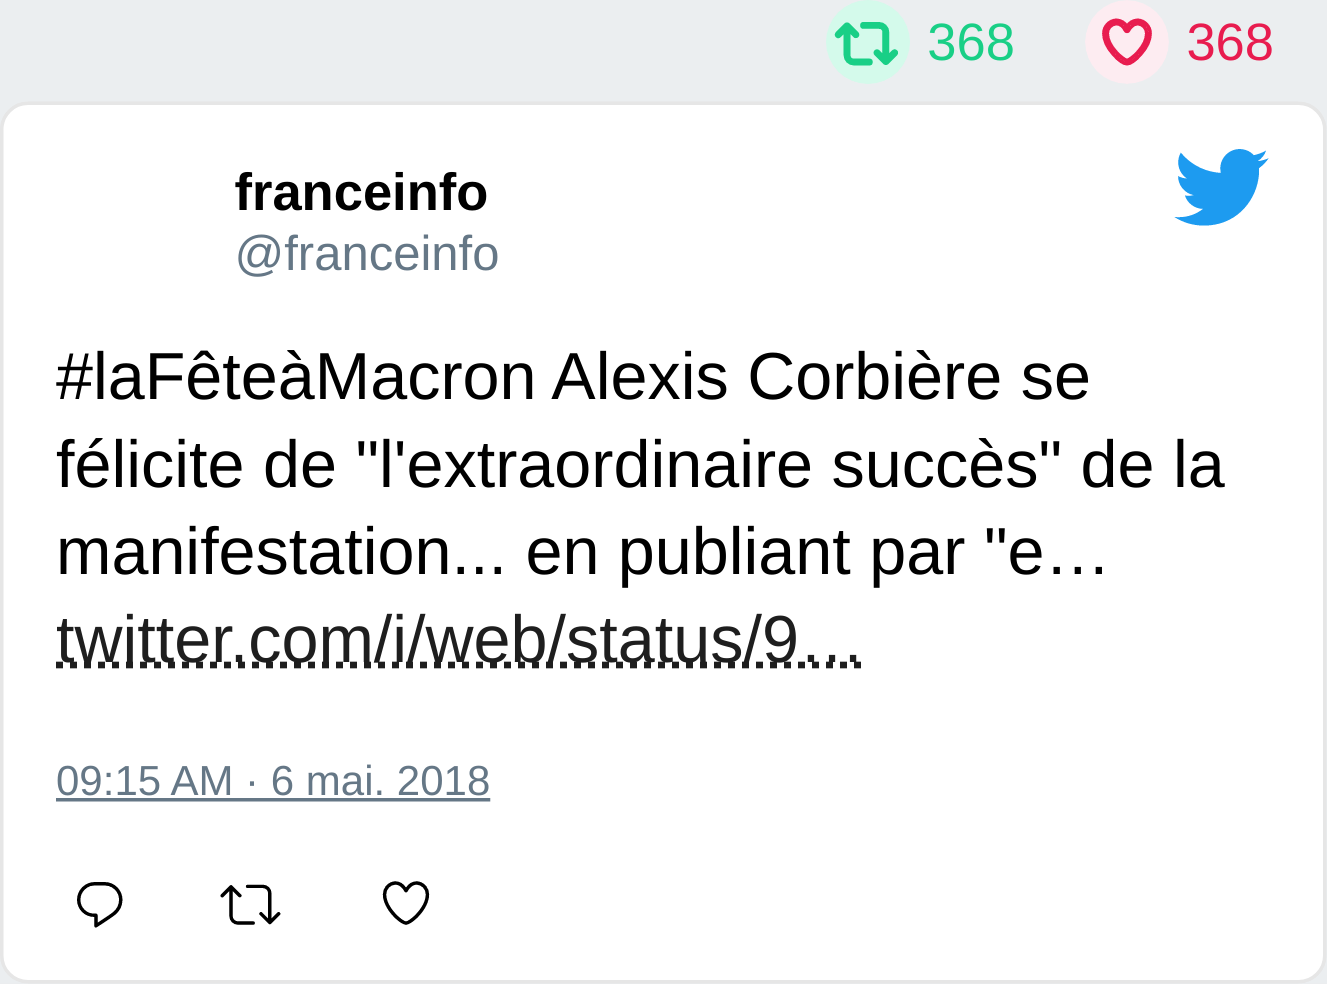 368 368
franceinfo
@franceinfo
#laFêteàMacron Alexis Corbière se
félicite de "l'extraordinaire succès" de la
manifestation... en publiant par "e…
twitter.com/i/web/status/9…
09:15 AM · 6 mai. 2018